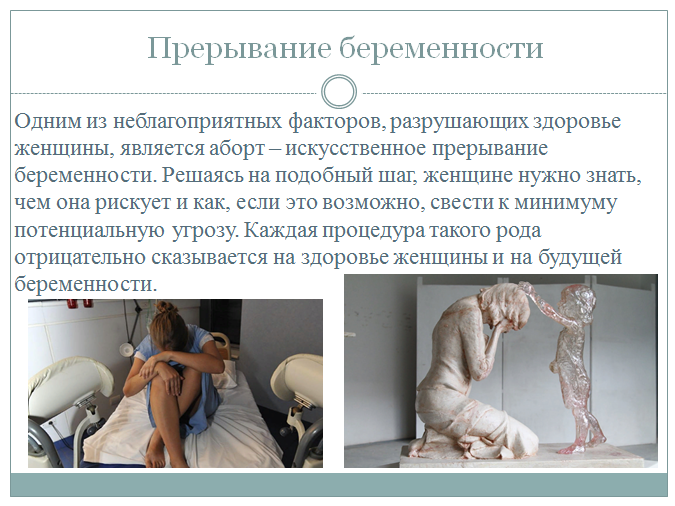 Прерывание беременности
Одним из неблагоприятных факторов, разрушающих здоровье
женщины, является аборт – искусственное прерывание
беременности. Решаясь на подобный шаг, женщине нужно знать,
чем она рискует и как, если это возможно, свести к минимуму
потенциальную угрозу. Каждая процедура такого рода
отрицательно сказывается на здоровье женщины и на будущей
беременности.